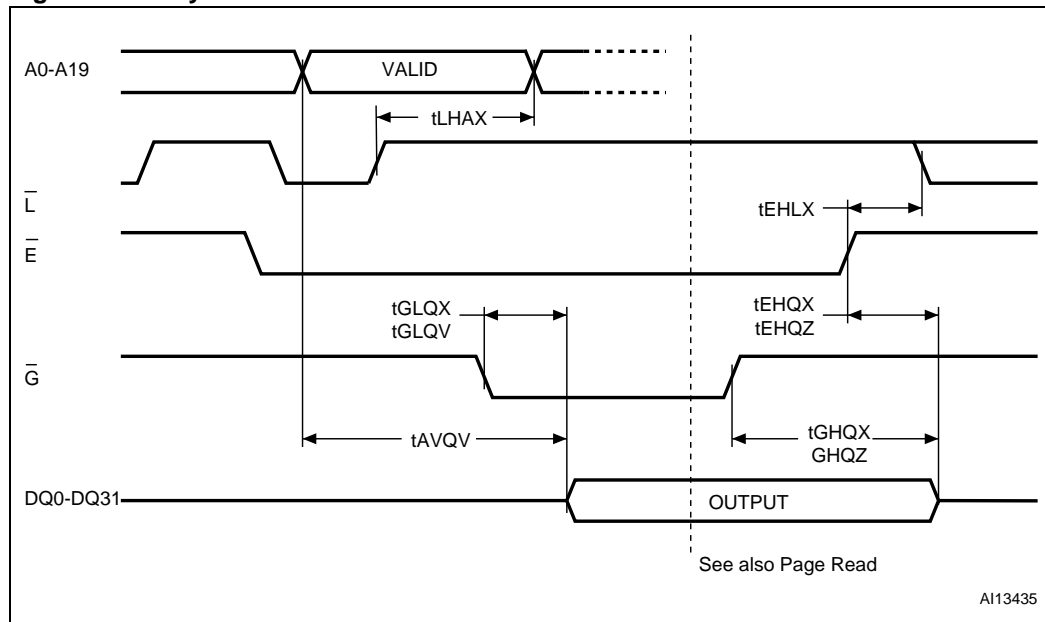 A0-A19
VALID
tLHAX
L
tEHLX
E
tGLQX
tGLQV
tEHQX
tEHQZ
G
tAVQV
tGHQX
GHQZ
DQ0-DQ31
OUTPUT
See also Page Read
AI13435